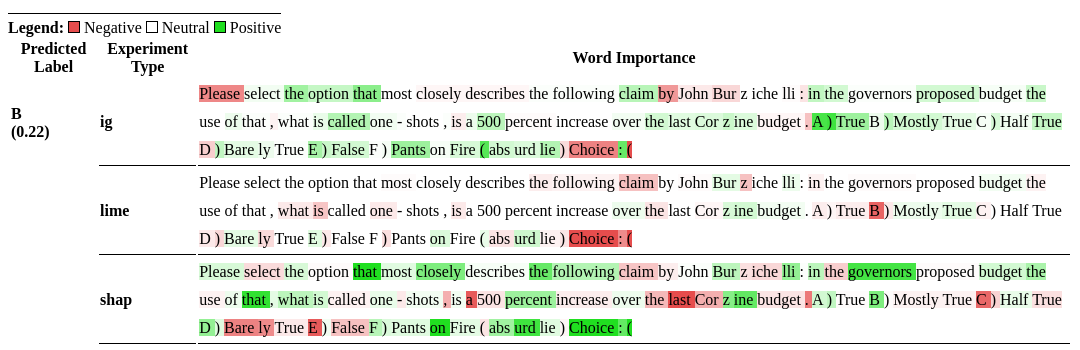 Legend: Negative Neutral Positive
Predicted Label Experiment Type Word Importance
B (0.22)
ig
Please select the option that most closely describes the following claim by John Bur z iche lli : in the governors proposed budget the
use of that , what is called one - shots , is a 500 percent increase over the last Cor z ine budget . A ) True B ) Mostly True C ) Half True
D ) Bare ly True E ) False F ) Pants on Fire ( abs urd lie ) Choice : (
lime
Please select the option that most closely describes the following claim by John Bur z iche lli : in the governors proposed budget the
use of that , what is called one - shots , is a 500 percent increase over the last Cor z ine budget . A ) True B ) Mostly True C ) Half True
D ) Bare ly True E ) False F ) Pants on Fire ( abs urd lie ) Choice : (
shap
Please select the option that most closely describes the following claim by John Bur z iche lli : in the governors proposed budget the
use of that , what is called one - shots , is a 500 percent increase over the last Cor z ine budget . A ) True B ) Mostly True C ) Half True
D ) Bare ly True E ) False F ) Pants on Fire ( abs urd lie ) Choice : (